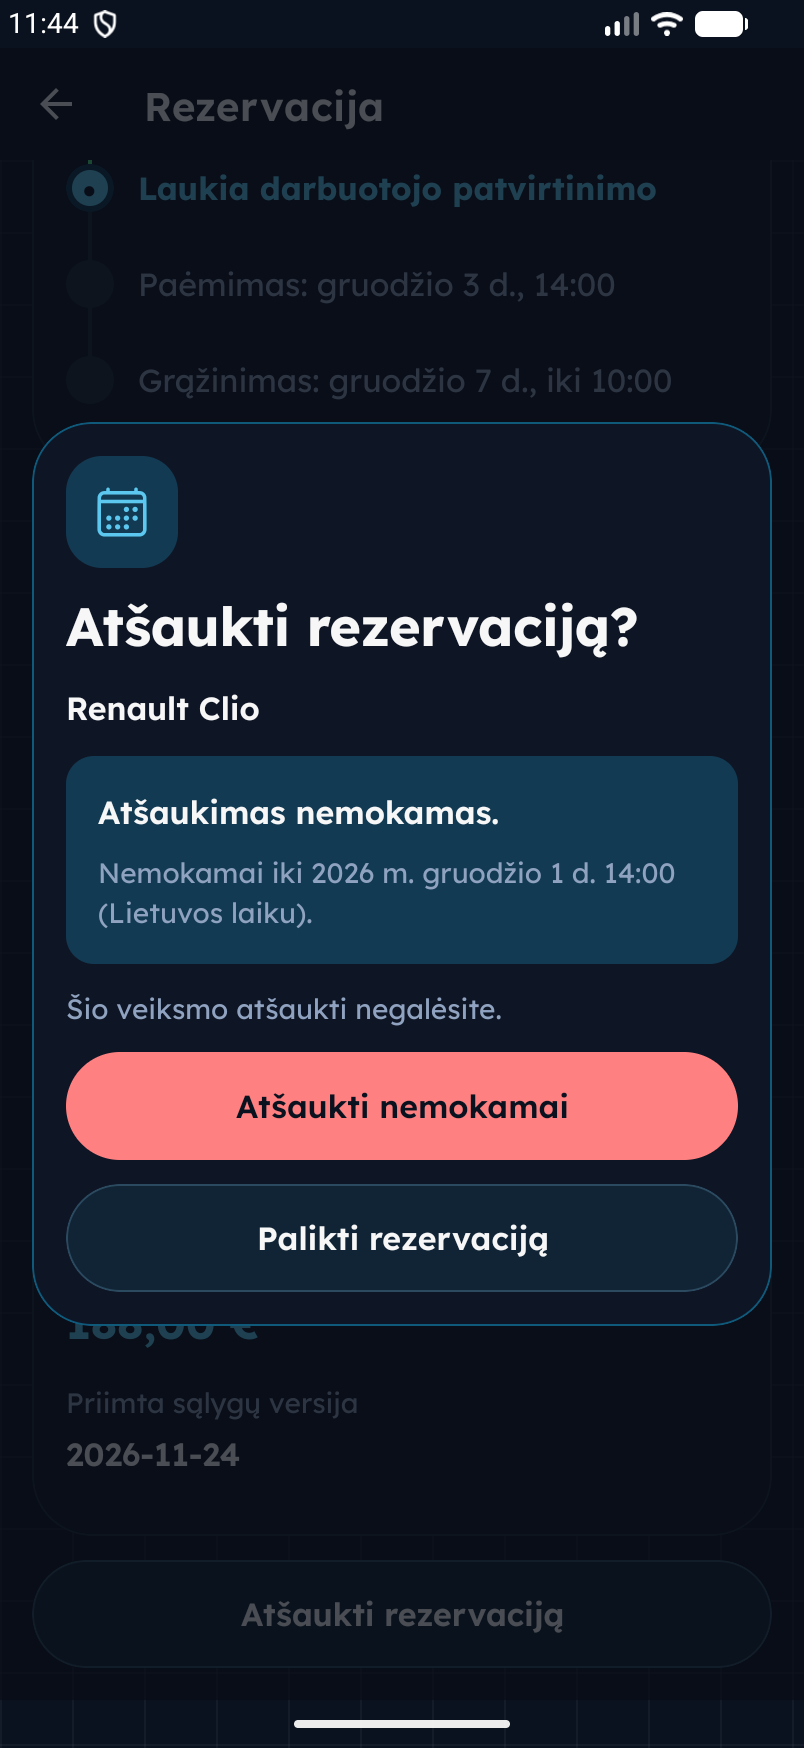 11:44
Rezervacija
Laukia darbuotojo patvirtinimo
Paėmimas: gruodžio 3 d., 14:00
Grąžinimas: gruodžio 7 d., iki 10:00
Atšaukti rezervaciją?
Renault Clio
Atšaukimas nemokamas.
Nemokamai iki 2026 m. gruodžio 1 d. 14:00
(Lietuvos laiku).
Šio veiksmo atšaukti negalėsite.
Atšaukti nemokamai
Palikti rezervaciją
Priimta sąlygų versija
2026-11-24
Atšaukti rezervaciją